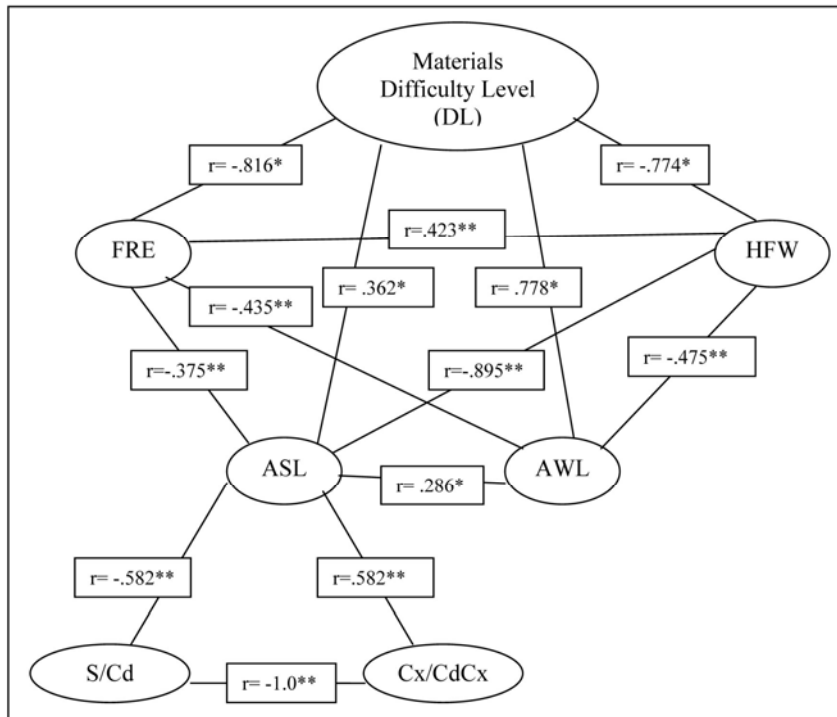 Materials
Difficulty Level
(DL)
r= -.816*
r= -.774*
FRE
r=.423**
HFW
r= -.435**
r= .362*
r= .778*
r=-.375**
r=-.895**
r= -.475**
ASL
AWL
r= .286*
r= -.582**
r=.582**
S/Cd
r= -1.0**
Cx/CdCx